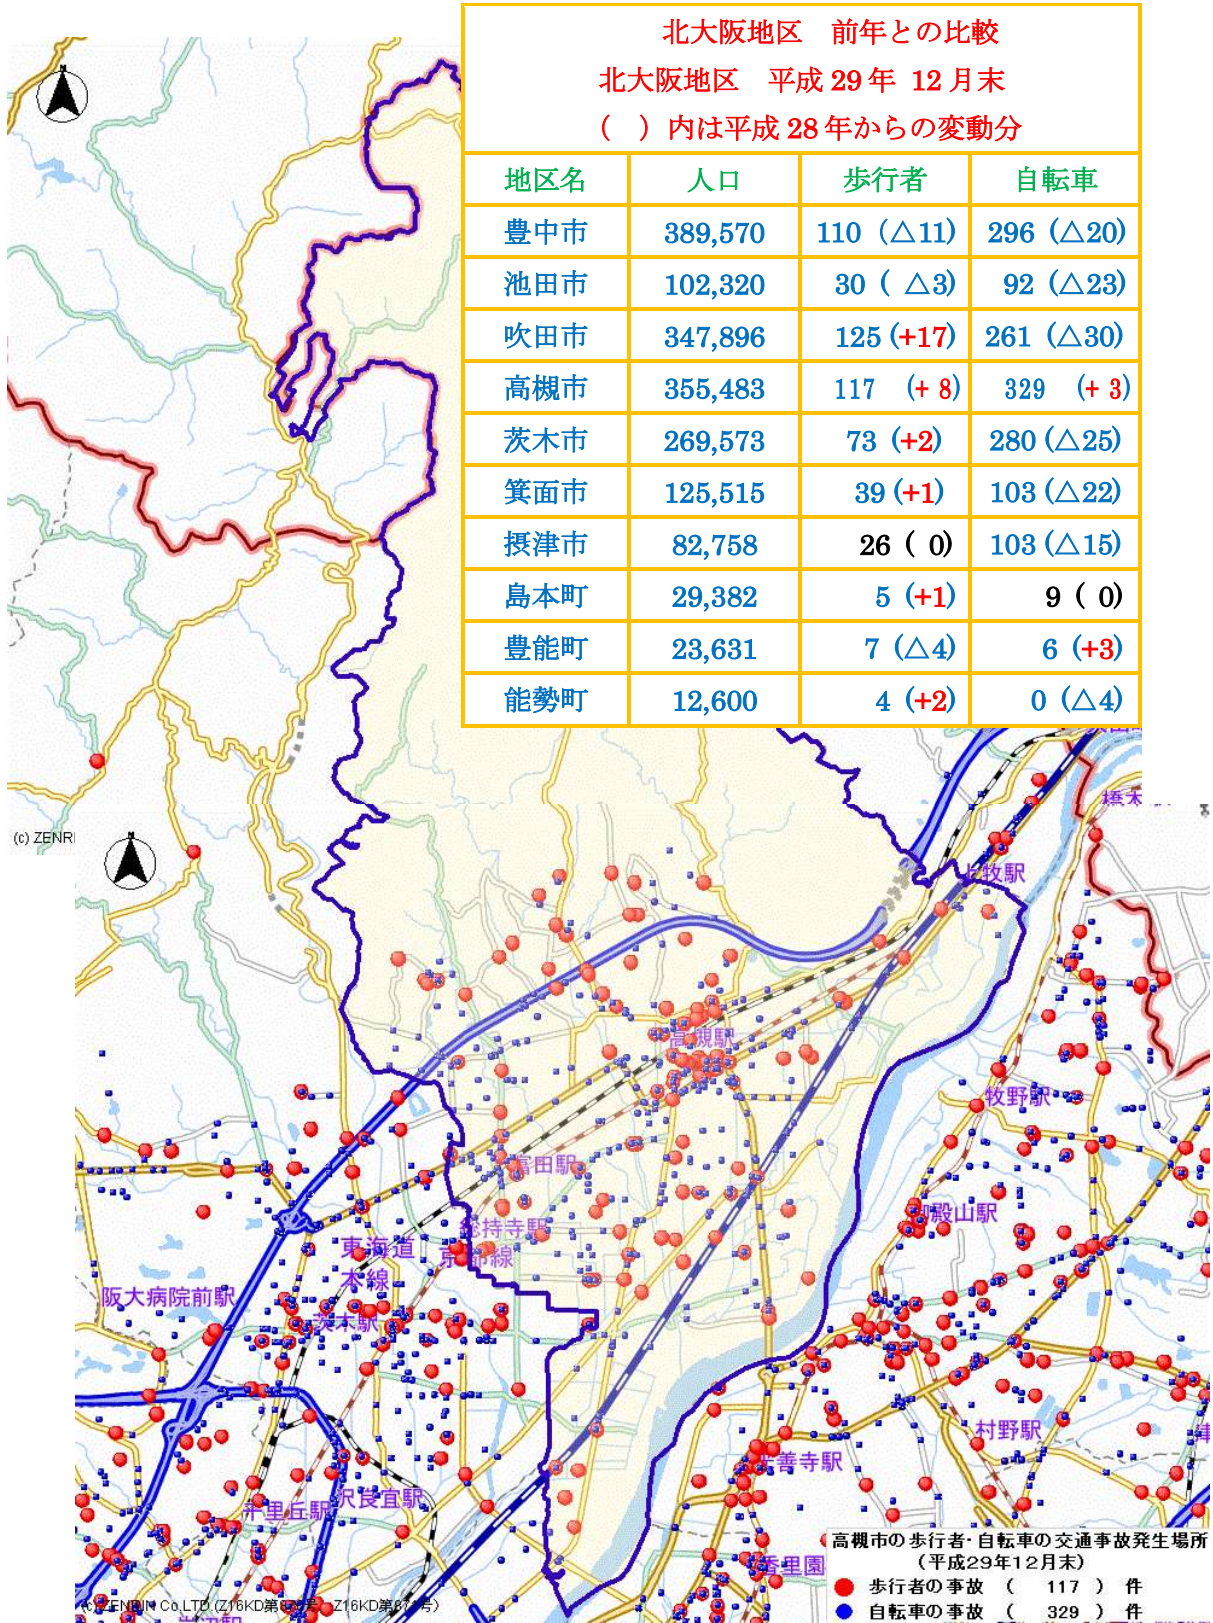 北大阪地区 前年との比較
北大阪地区 平成 29 年 12 月末
( ) 内は平成 28 年からの変動分
地区名 人口 歩行者 自転車
豊中市 389,570 110 (△11) 296 (△20)
池田市 102,320 30 ( △3) 92 (△23)
吹田市 347,896 125 (+17) 261 (△30)
高槻市 355,483 117 (+ 8) 329 (+ 3)
茨木市 269,573 73 (+2) 280 (△25)
箕面市 125,515 39 (+1) 103 (△22)
摂津市 82,758 26 ( 0) 103 (△15)
島本町 29,382 5 (+1) 9 ( 0)
豊能町 23,631 7 (△4) 6 (+3)
能勢町 12,600 4 (+2) 0 (△4)
(c) ZENRI
上牧駅
高槻駅
牧野駅
富田駅
御殿山駅
総持寺駅
東海道
本線
京都線
阪大病院前駅
茨木駅
村野駅
光善寺駅
沢良宜駅
千里丘駅
香里園
高槻市の歩行者・自転車の交通事故発生場所
(平成29年12月末)
歩行者の事故 ( 117 ) 件
自転車の事故 ( 329 ) 件